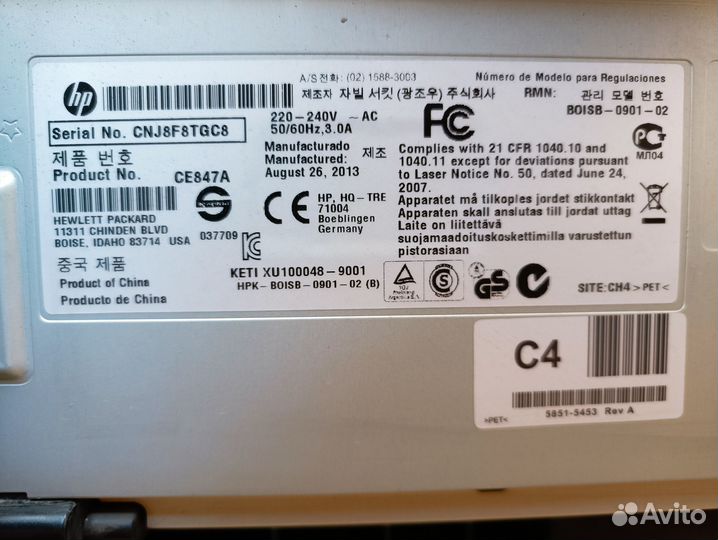 hp
A/S 전화: (02) 1588-3003
Número de Modelo para Regulaciones
제조자 자빌 서킷 (광조우) 주식회사
RMN: 관리 모델 번호
BOISB-0901-02
Serial No. CNJ8F8TGC8
220-240V ~ AC
50/60Hz, 3.0A
FC
МЛ04
제품 번호
Product No. CE847A
Manufacturado
Manufactured: 제조
August 26, 2013
Complies with 21 CFR 1040.10 and
1040.11 except for deviations pursuant
to Laser Notice No. 50, dated June 24,
2007.
Apparatet må tilkoples jordet stikkontakt
Apparaten skall anslutas till jordat uttag
Laite on liitettävä
suojamaadoituskoskettimilla varustettun
pistorasiaan
HEWLETT PACKARD
11311 CHINDEN BLVD
BOISE, IDAHO 83714 USA
037709
CE
HP, HQ-TRE
71004
Boeblingen
Germany
중국 제품
Product of China
Producto de China
KETI XU100048-9001
HPK-BOISB-0901-02 (B)
TÜV
S
GS
N
SITE:CH4 >PET<
C4
>PET<
5851-5453 Rev A
Avito